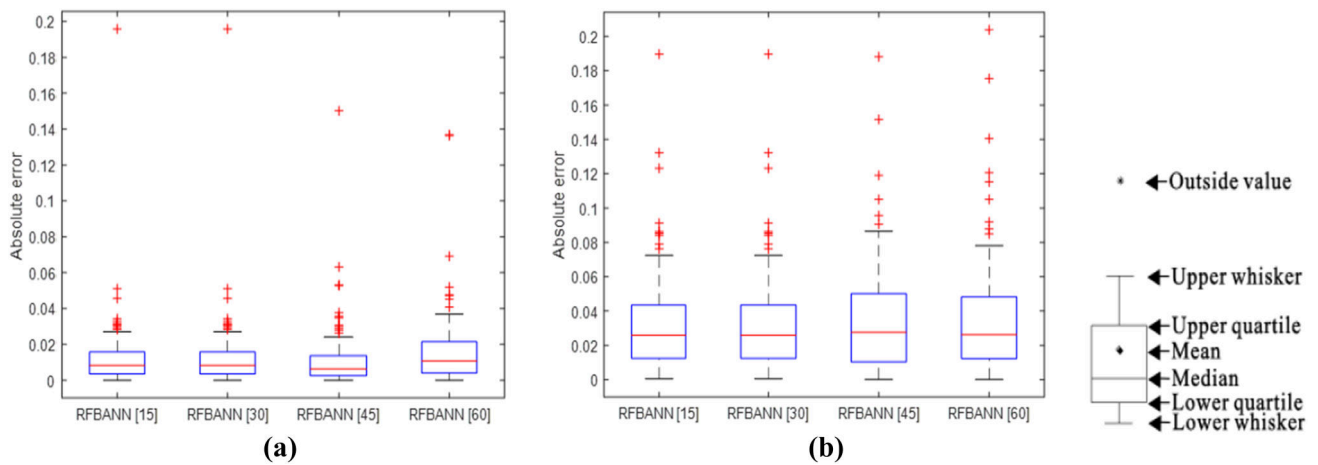 0.2
0.18
0.16
0.14
0.12
0.1
0.08
0.06
0.04
0.02
0
Absolute error
RFBANN [15] RFBANN [30] RFBANN [45] RFBANN [60]
(a)
0.2
0.18
0.16
0.14
0.12
0.1
0.08
0.06
0.04
0.02
0
Absolute error
RFBANN [15] RFBANN [30] RFBANN [45] RFBANN [60]
(b)
Outside value
Upper whisker
Upper quartile
Mean
Median
Lower quartile
Lower whisker